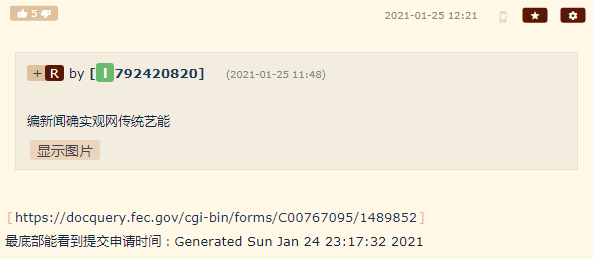 5
2021-01-25 12:21
+ R by [I792420820] (2021-01-25 11:48)
编新闻确实观网传统艺能
显示图片
[https://docquery.fec.gov/cgi-bin/forms/C00767095/1489852]
最底部能看到提交申请时间：Generated Sun Jan 24 23:17:32 2021